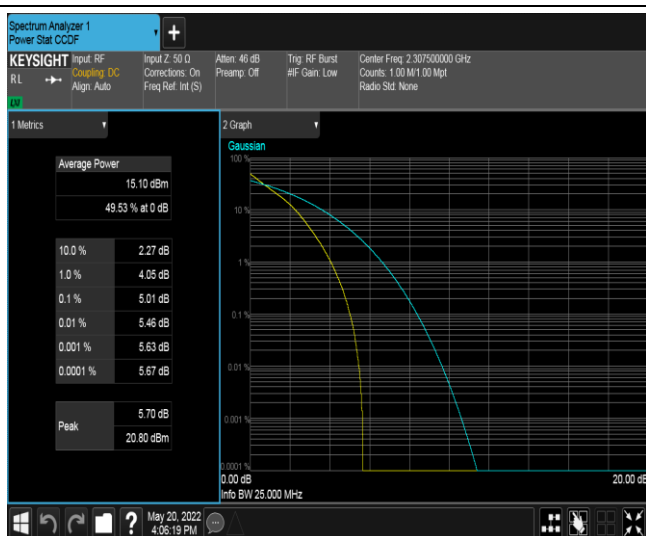 Spectrum Analyzer 1
Power Stat CCDF
+
KEYSIGHT
RL
LXI
Input: RF
Coupling: DC
Align: Auto
Input Z: 50 Ω
Corrections: On
Freq Ref: Int (S)
Atten: 46 dB
Preamp: Off
Trig: RF Burst
#IF Gain: Low
Center Freq: 2.307500000 GHz
Counts: 1.00 M/1.00 Mpt
Radio Std: None
1 Metrics
Average Power
15.10 dBm
49.53 % at 0 dB
10.0 % 2.27 dB
1.0 % 4.05 dB
0.1 % 5.01 dB
0.01 % 5.46 dB
0.001 % 5.63 dB
0.0001 % 5.67 dB
Peak
5.70 dB
20.80 dBm
2 Graph
Gaussian
100 %
10 %
1 %
0.1 %
0.01 %
0.001 %
0.0001 %
0.00 dB
20.00 dB
Info BW 25.000 MHz
?
May 20, 2022
4:06:19 PM